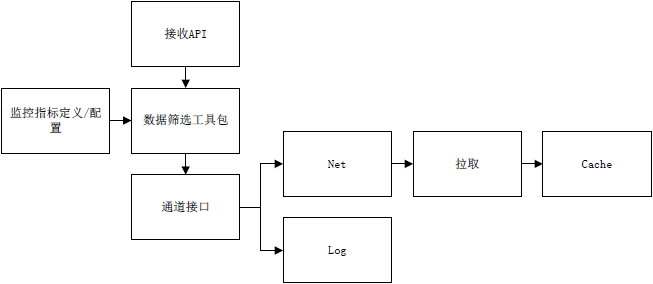 接收API
监控指标定义/配
置
数据筛选工具包
通道接口
Net
拉取
Cache
Log